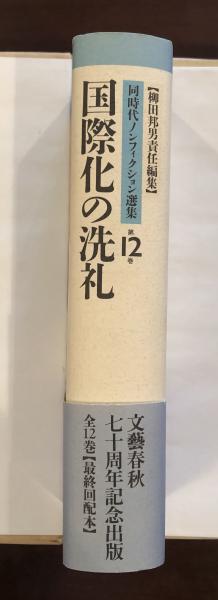 【柳田邦男責任編集】
同時代ノンフィクション選集
第12巻
国際化の洗礼
文藝春秋
七十周年記念出版
全12巻【最終回配本】